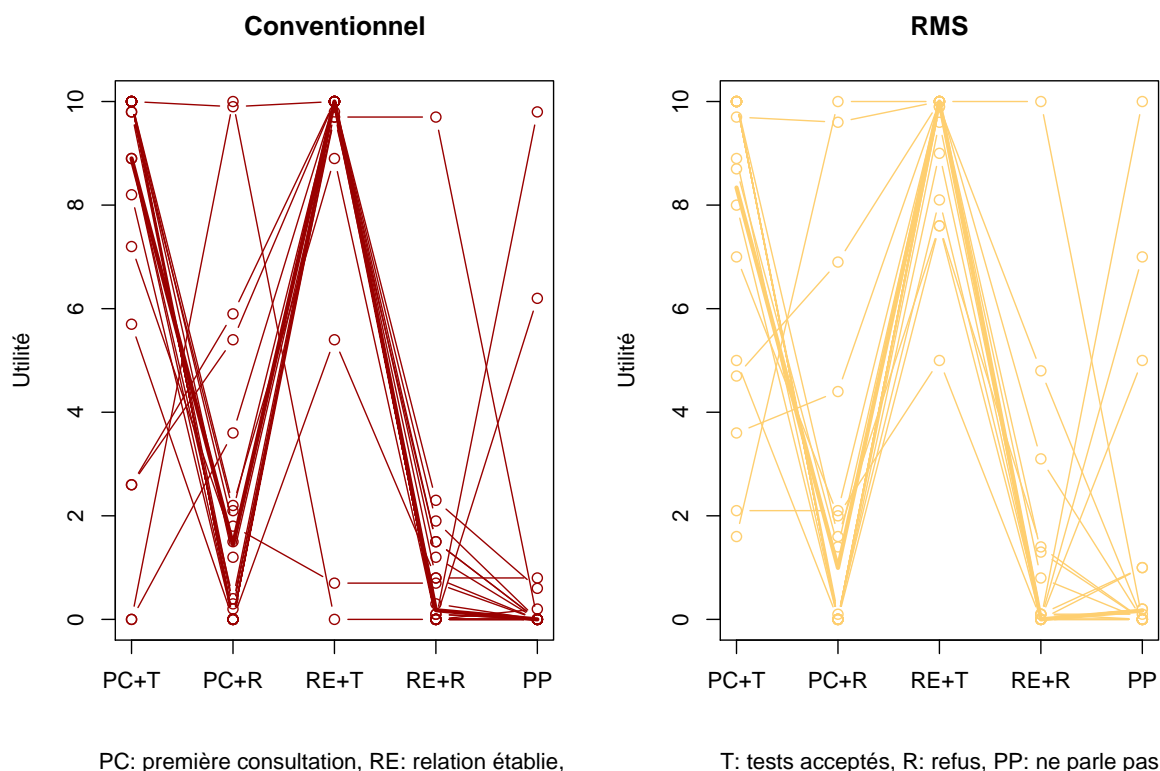 Conventionnel
Utilité
0
2
4
6
8
10
PC+T PC+R RE+T RE+R PP
PC: première consultation, RE: relation établie,
RMS
Utilité
0
2
4
6
8
10
PC+T PC+R RE+T RE+R PP
T: tests acceptés, R: refus, PP: ne parle pas